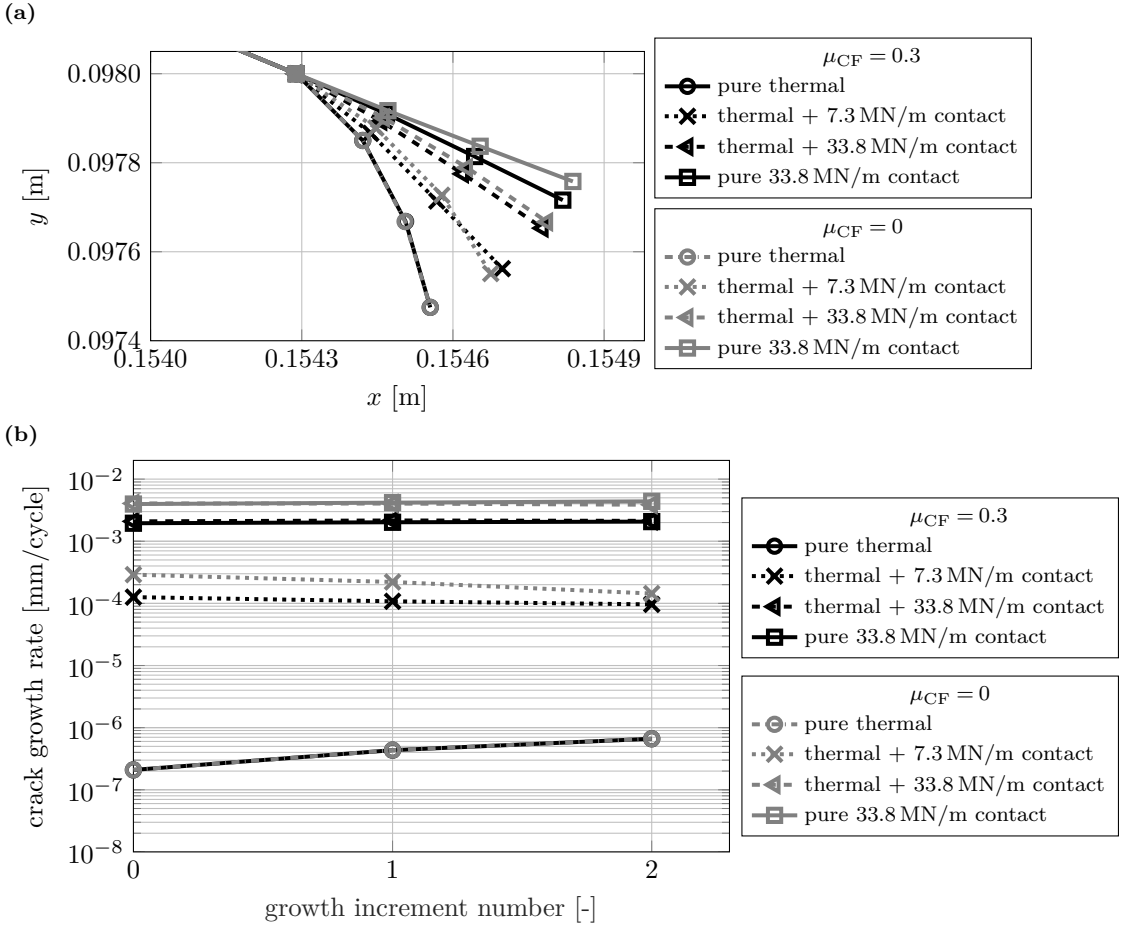 (a)
y [m]
0.0980
0.0978
0.0976
0.0974
0.1540
0.1543
0.1546
0.1549
x [m]
μCF = 0.3
pure thermal
thermal + 7.3 MN/m contact
thermal + 33.8 MN/m contact
pure 33.8 MN/m contact
μCF = 0
pure thermal
thermal + 7.3 MN/m contact
thermal + 33.8 MN/m contact
pure 33.8 MN/m contact
(b)
crack growth rate [mm/cycle]
10⁻²
10⁻³
10⁻⁴
10⁻⁵
10⁻⁶
10⁻⁷
10⁻⁸
0
1
2
growth increment number [-]
μCF = 0.3
pure thermal
thermal + 7.3 MN/m contact
thermal + 33.8 MN/m contact
pure 33.8 MN/m contact
μCF = 0
pure thermal
thermal + 7.3 MN/m contact
thermal + 33.8 MN/m contact
pure 33.8 MN/m contact